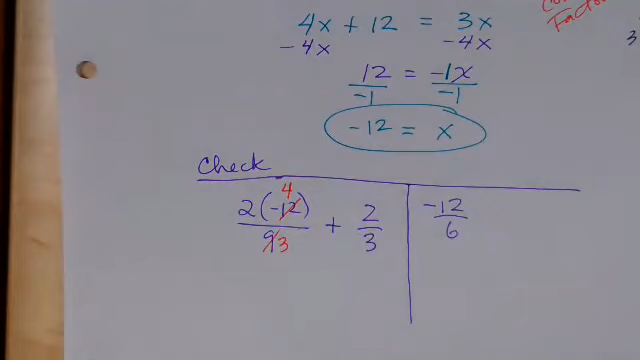 4x + 12 = 3x
-4x -4x
12 = -1x
-1 -1
-12 = x
Check
4
2(-12) + 2 -12
9 3 3 6
3